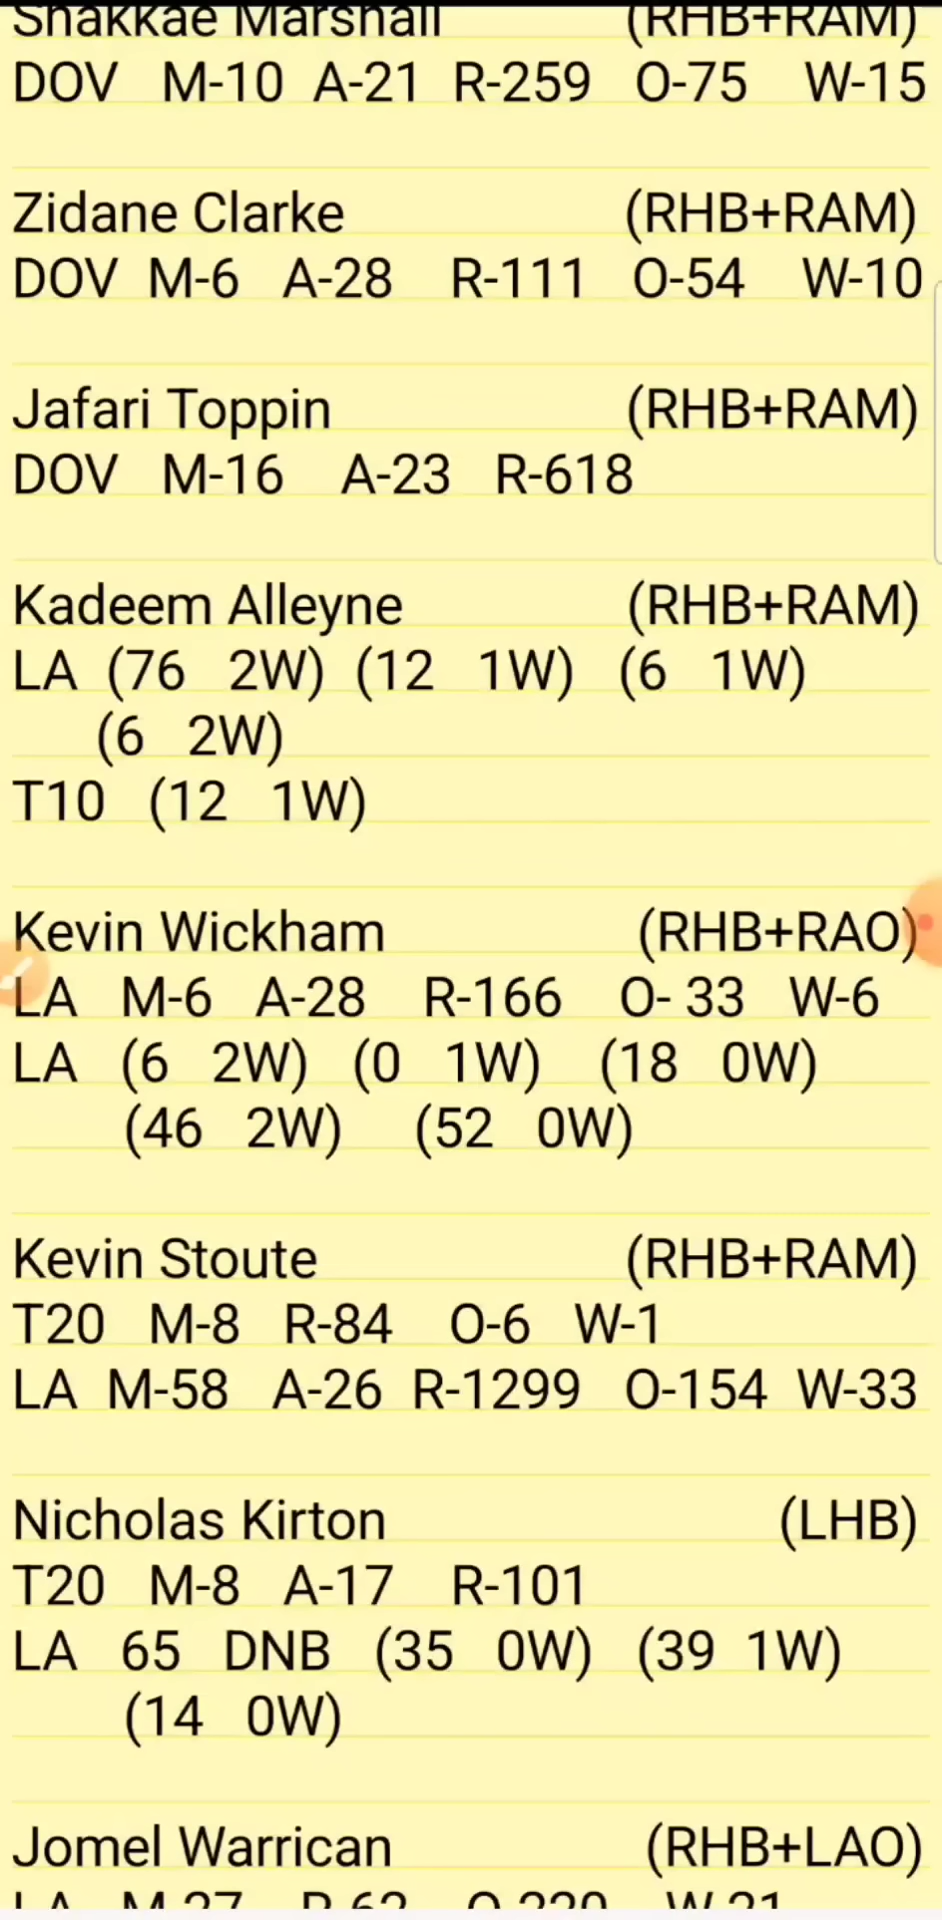 Shakkae Marshall (RHB+RAM)
DOV M-10 A-21 R-259 O-75 W-15
Zidane Clarke (RHB+RAM)
DOV M-6 A-28 R-111 O-54 W-10
Jafari Toppin (RHB+RAM)
DOV M-16 A-23 R-618
Kadeem Alleyne (RHB+RAM)
LA (76 2W) (12 1W) (6 1W)
(6 2W)
T10 (12 1W)
Kevin Wickham (RHB+RAO)
LA M-6 A-28 R-166 O- 33 W-6
LA (6 2W) (0 1W) (18 0W)
(46 2W) (52 0W)
Kevin Stoute (RHB+RAM)
T20 M-8 R-84 O-6 W-1
LA M-58 A-26 R-1299 O-154 W-33
Nicholas Kirton (LHB)
T20 M-8 A-17 R-101
LA 65 DNB (35 0W) (39 1W)
(14 0W)
Jomel Warrican (RHB+LAO)
LA M-27 W-21